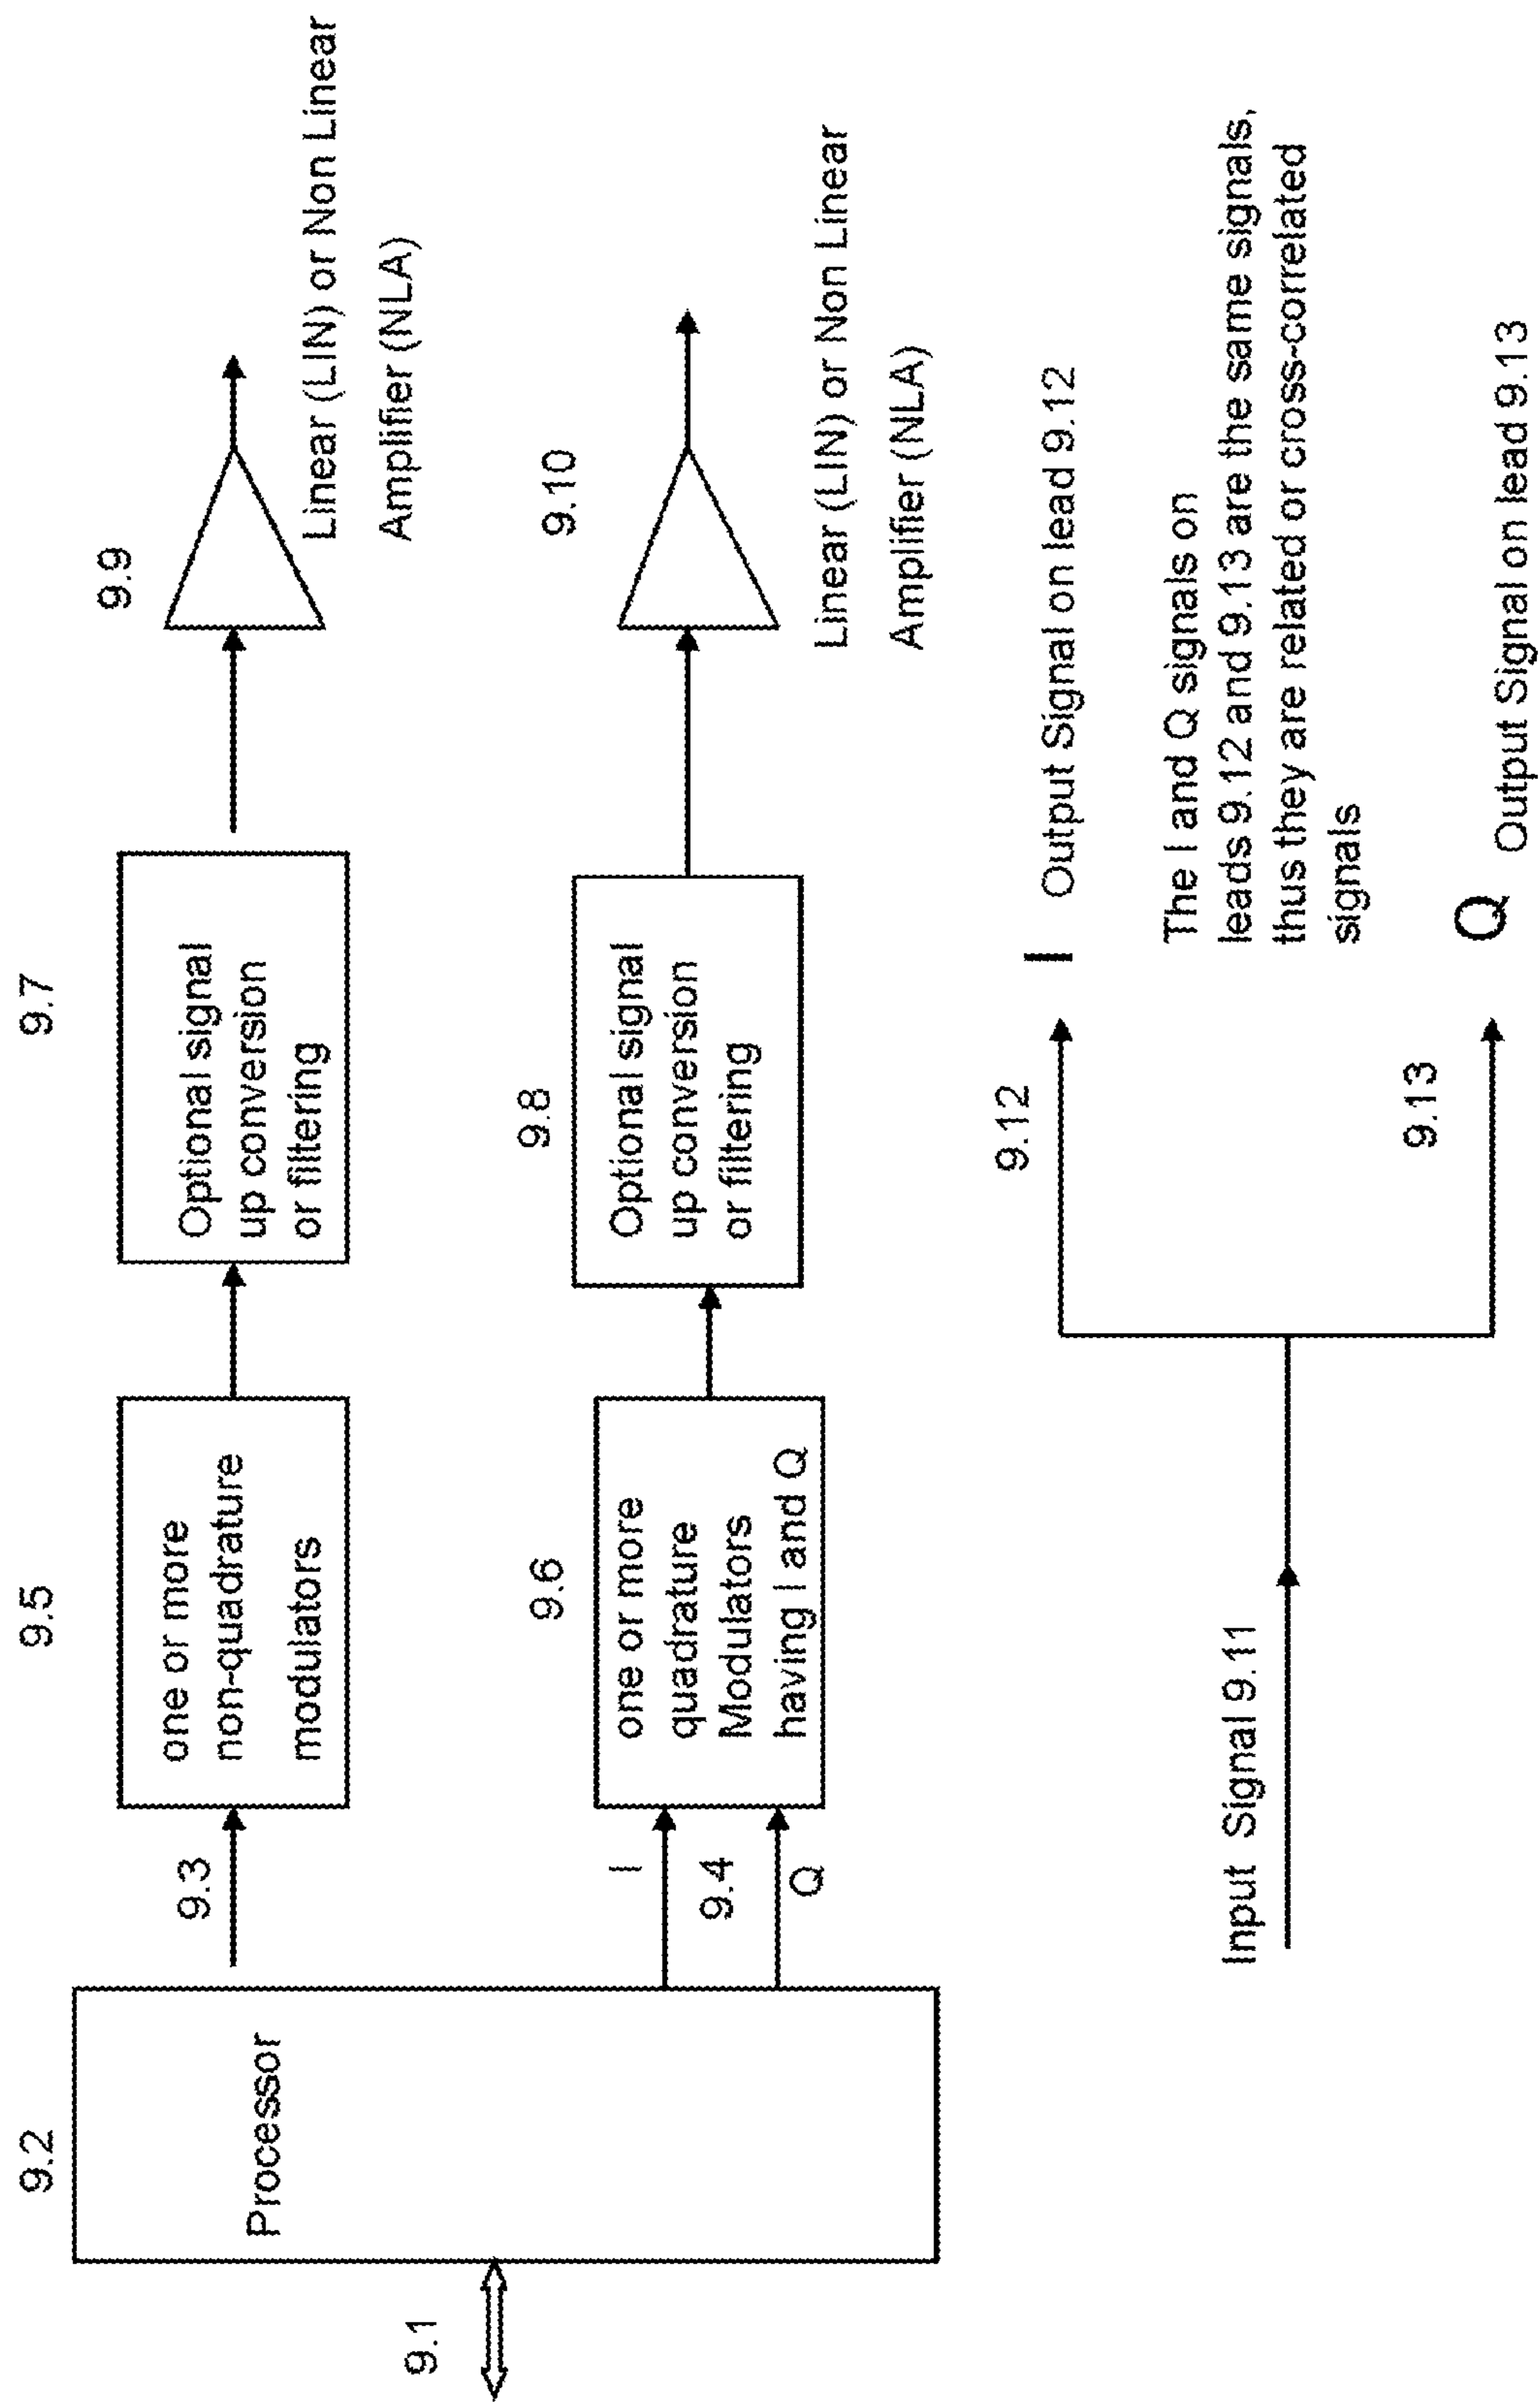 9.2
9.5
9.7
9.9
Processor
9.1
9.3
one or more
non-quadrature
modulators
Optional signal
up conversion
or filtering
Linear (LIN) or Non Linear
Amplifier (NLA)
I
9.4
Q
9.6
one or more
quadrature
Modulators
having I and Q
9.8
Optional signal
up conversion
or filtering
9.10
Linear (LIN) or Non Linear
Amplifier (NLA)
Input Signal 9.11
9.12
I
Output Signal on lead 9.12
The I and Q signals on
leads 9.12 and 9.13 are the same signals,
thus they are related or cross-correlated
signals
9.13
Q
Output Signal on lead 9.13